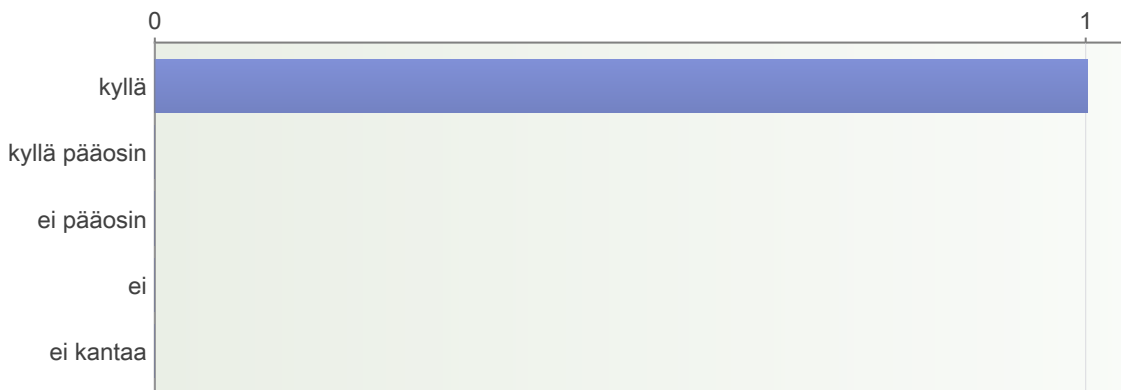 0 1
kyllä
kyllä pääosin
ei pääosin
ei
ei kantaa